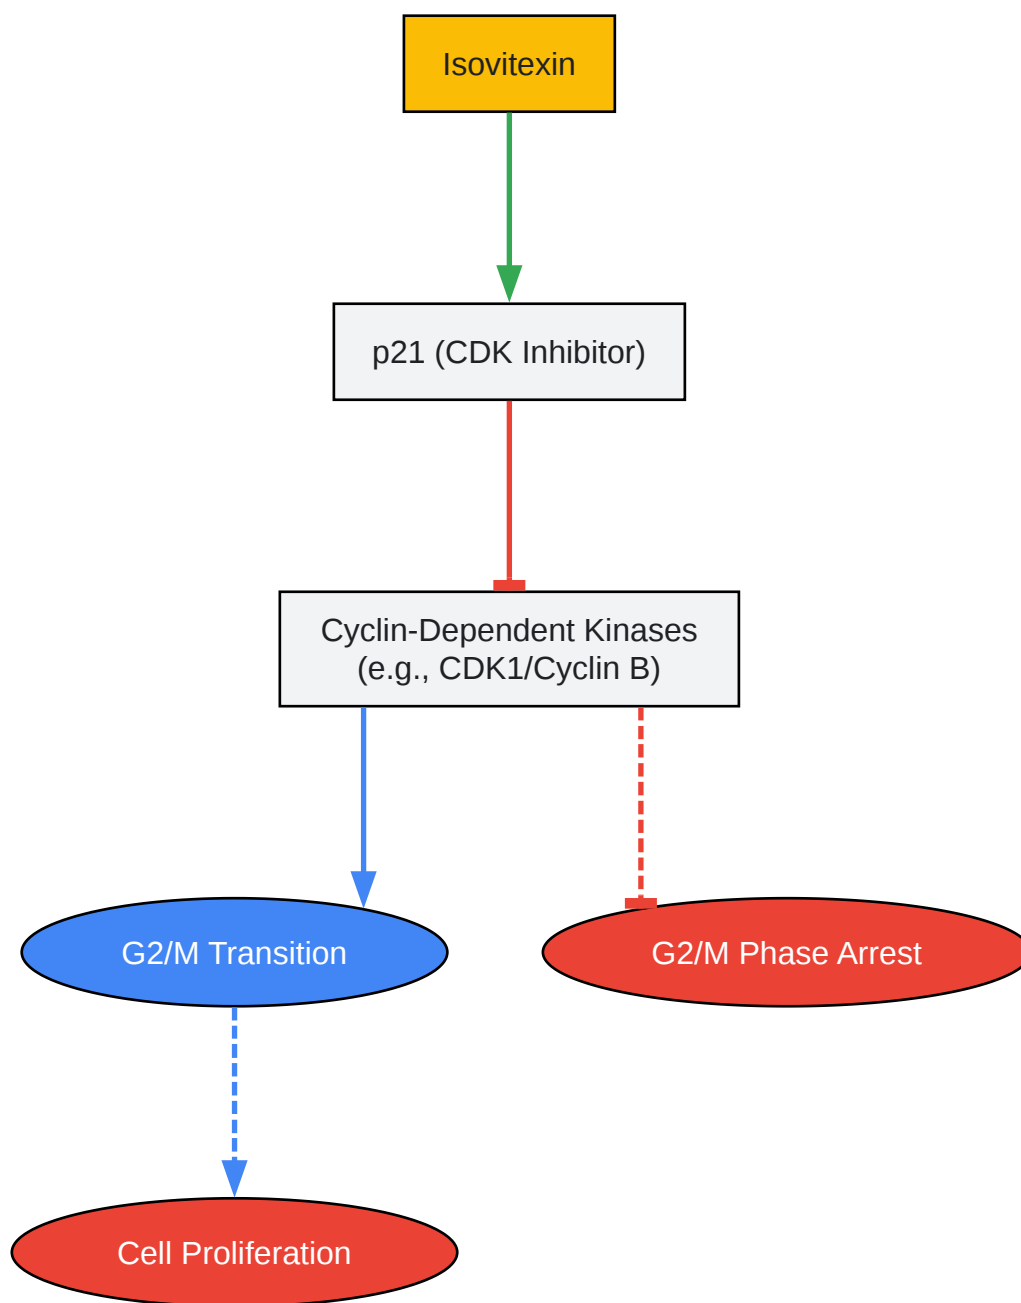 Isovitexin
p21 (CDK Inhibitor)
Cyclin-Dependent Kinases
(e.g., CDK1/Cyclin B)
G2/M Transition
G2/M Phase Arrest
Cell Proliferation